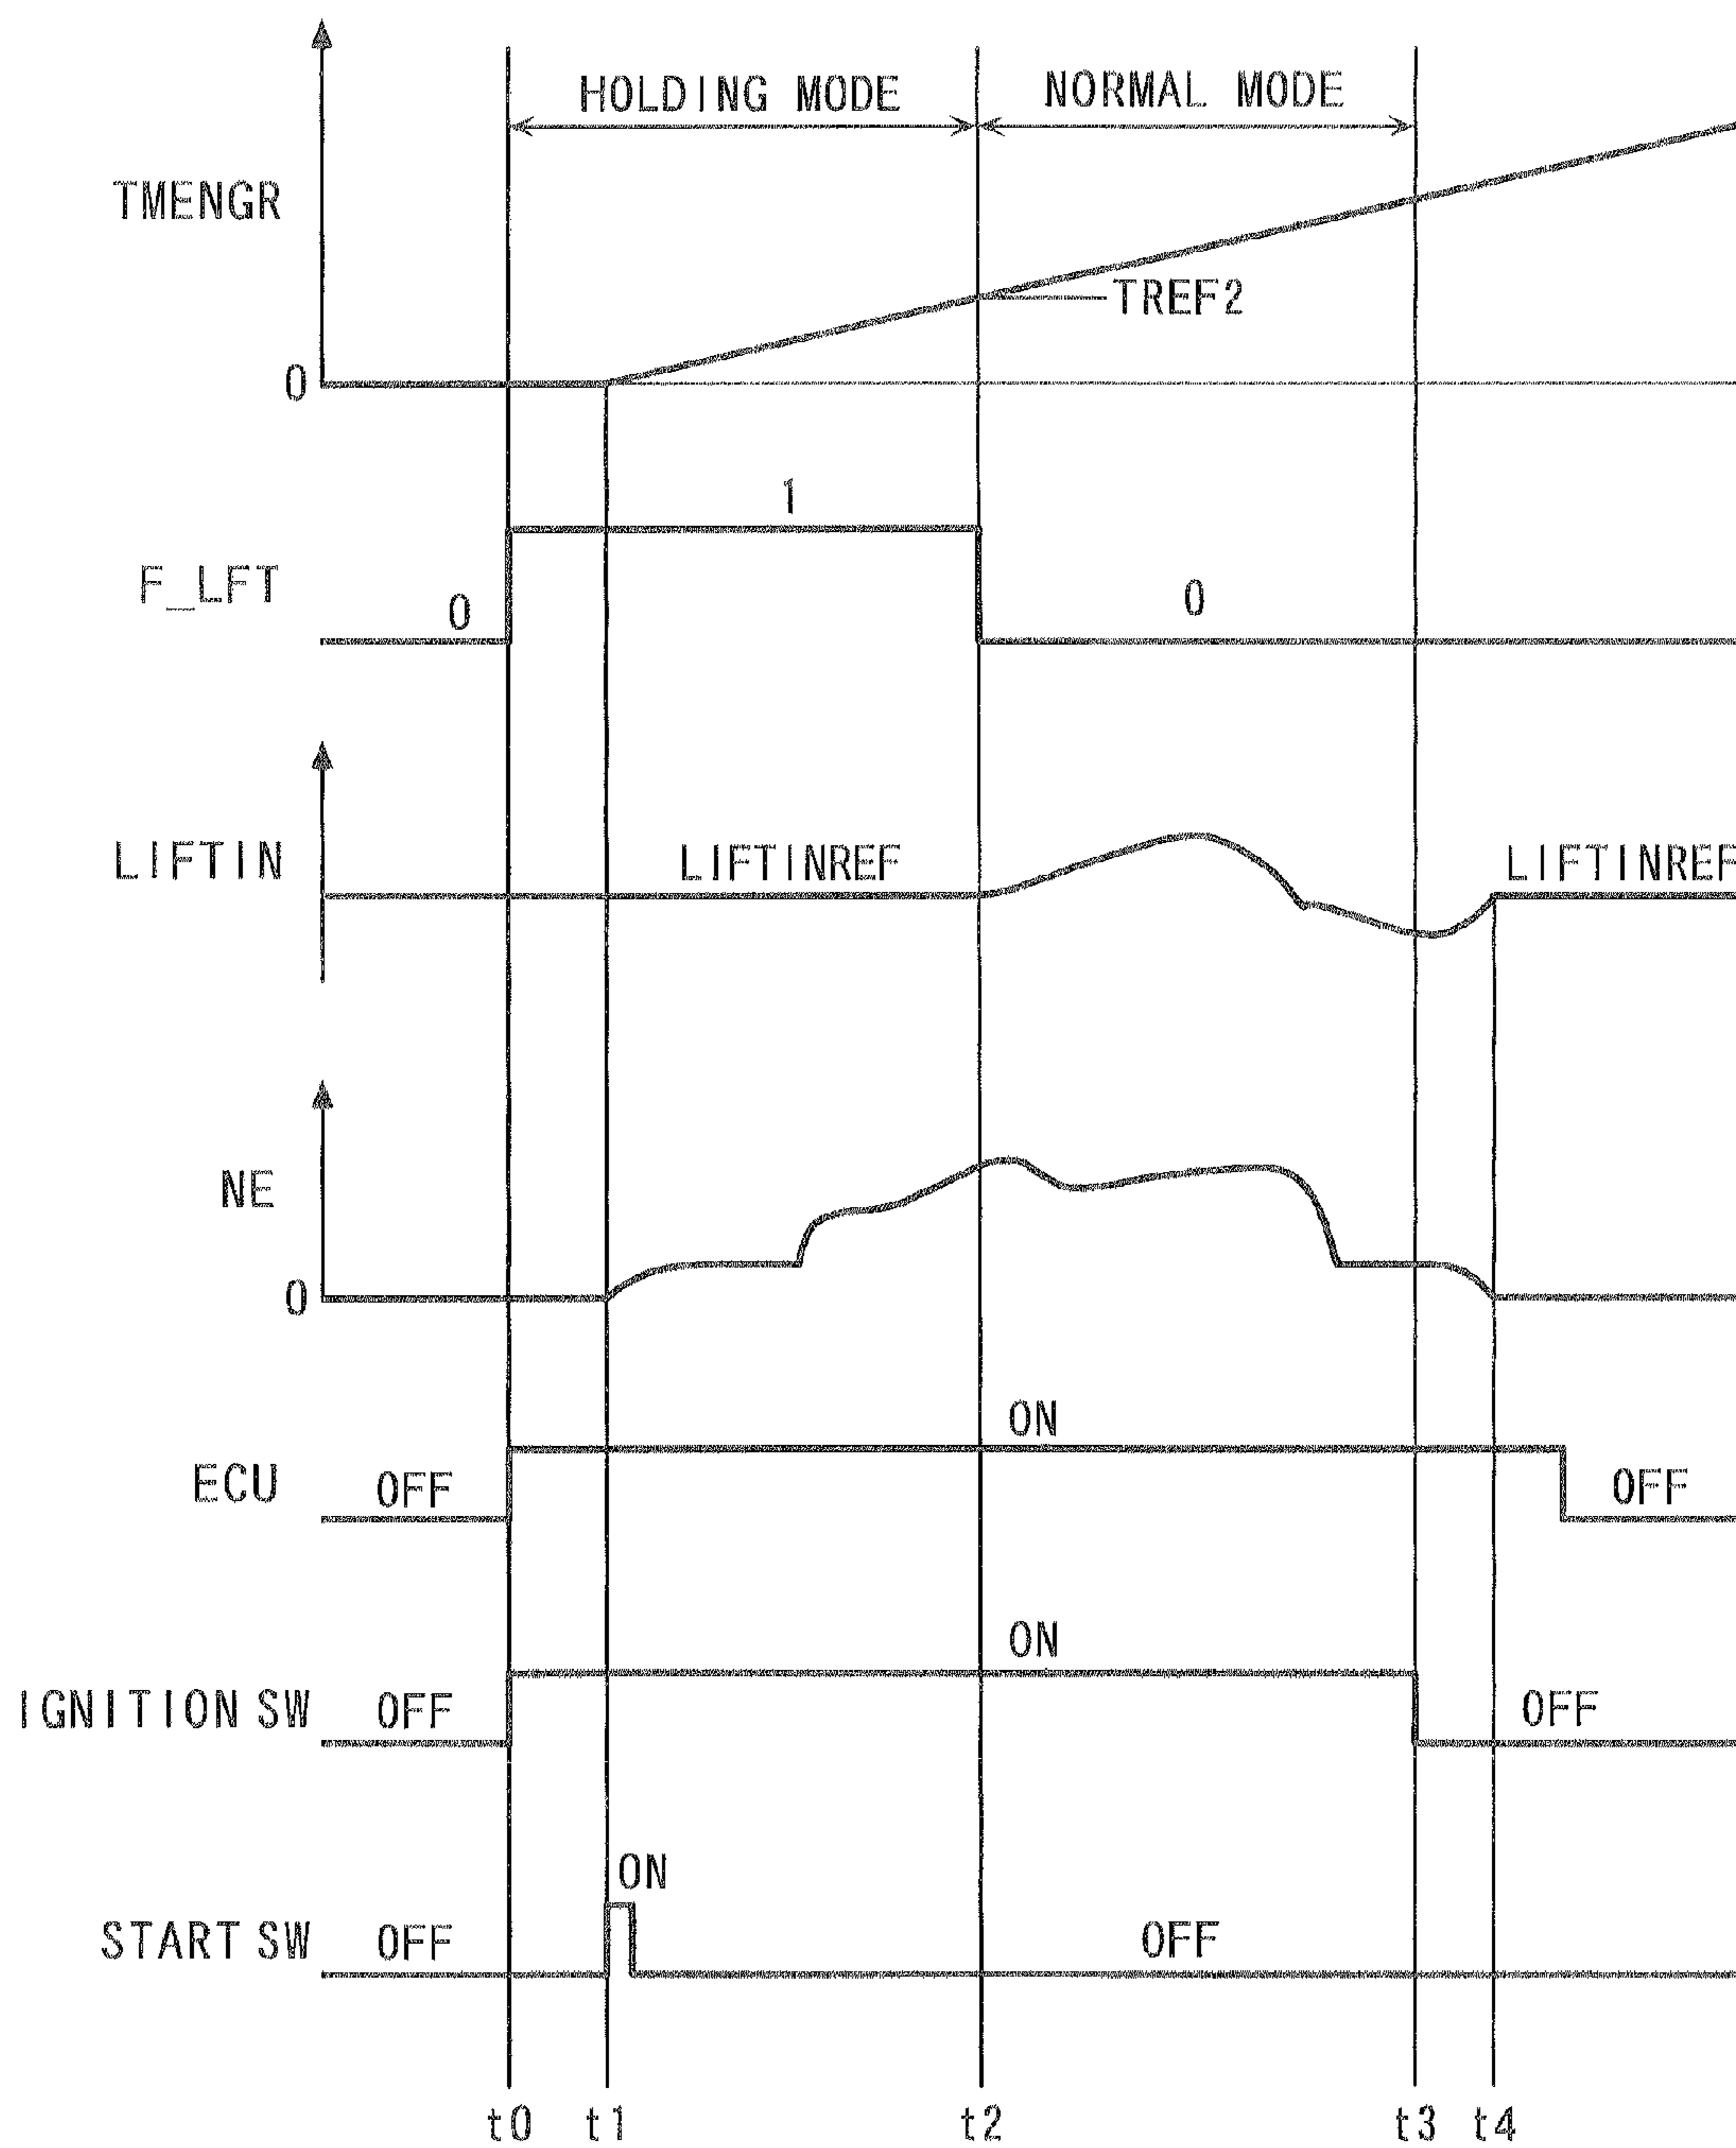 HOLDING MODE
NORMAL MODE
TMENGR
TREF2
0
1
F_LFT
0
0
LIFTIN
LIFTINREF
LIFTINREF
NE
0
ON
ECU
OFF
OFF
ON
IGNITION SW
OFF
OFF
ON
START SW
OFF
OFF
t0
t1
t2
t3
t4